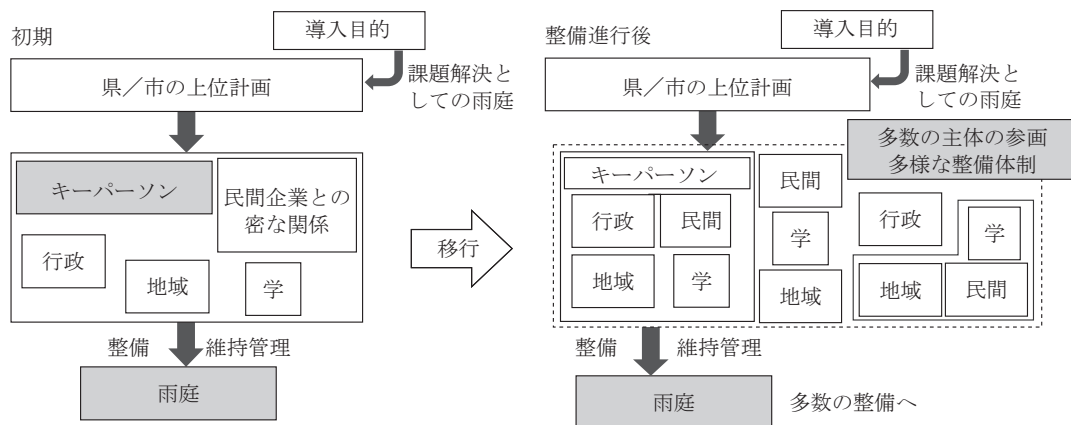 初期
導入目的
県／市の上位計画
課題解決と
しての雨庭
キーパーソン
民間企業との
密な関係
行政
地域
学
整備
維持管理
雨庭
移行
整備進行後
導入目的
県／市の上位計画
課題解決と
しての雨庭
多数の主体の参画
多様な整備体制
キーパーソン
行政
民間
地域
学
民間
学
地域
行政
学
地域
民間
整備
維持管理
雨庭
多数の整備へ